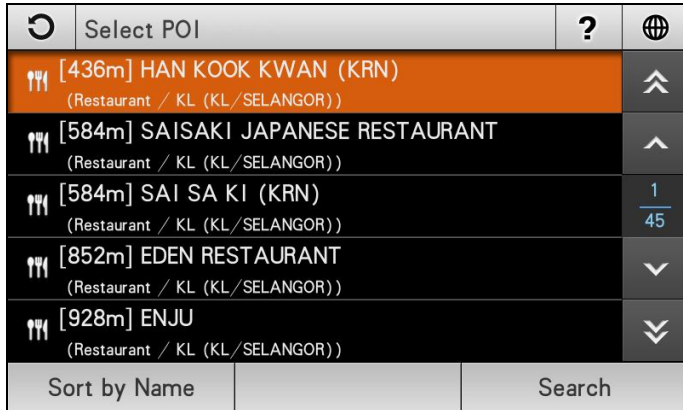 Select POI ?
[436m] HAN KOOK KWAN (KRN)
(Restaurant / KL (KL/SELANGOR))
[584m] SAISAKI JAPANESE RESTAURANT
(Restaurant / KL (KL/SELANGOR))
[584m] SAI SA KI (KRN)
(Restaurant / KL (KL/SELANGOR))
1
45
[852m] EDEN RESTAURANT
(Restaurant / KL (KL/SELANGOR))
[928m] ENJU
(Restaurant / KL (KL/SELANGOR))
Sort by Name Search